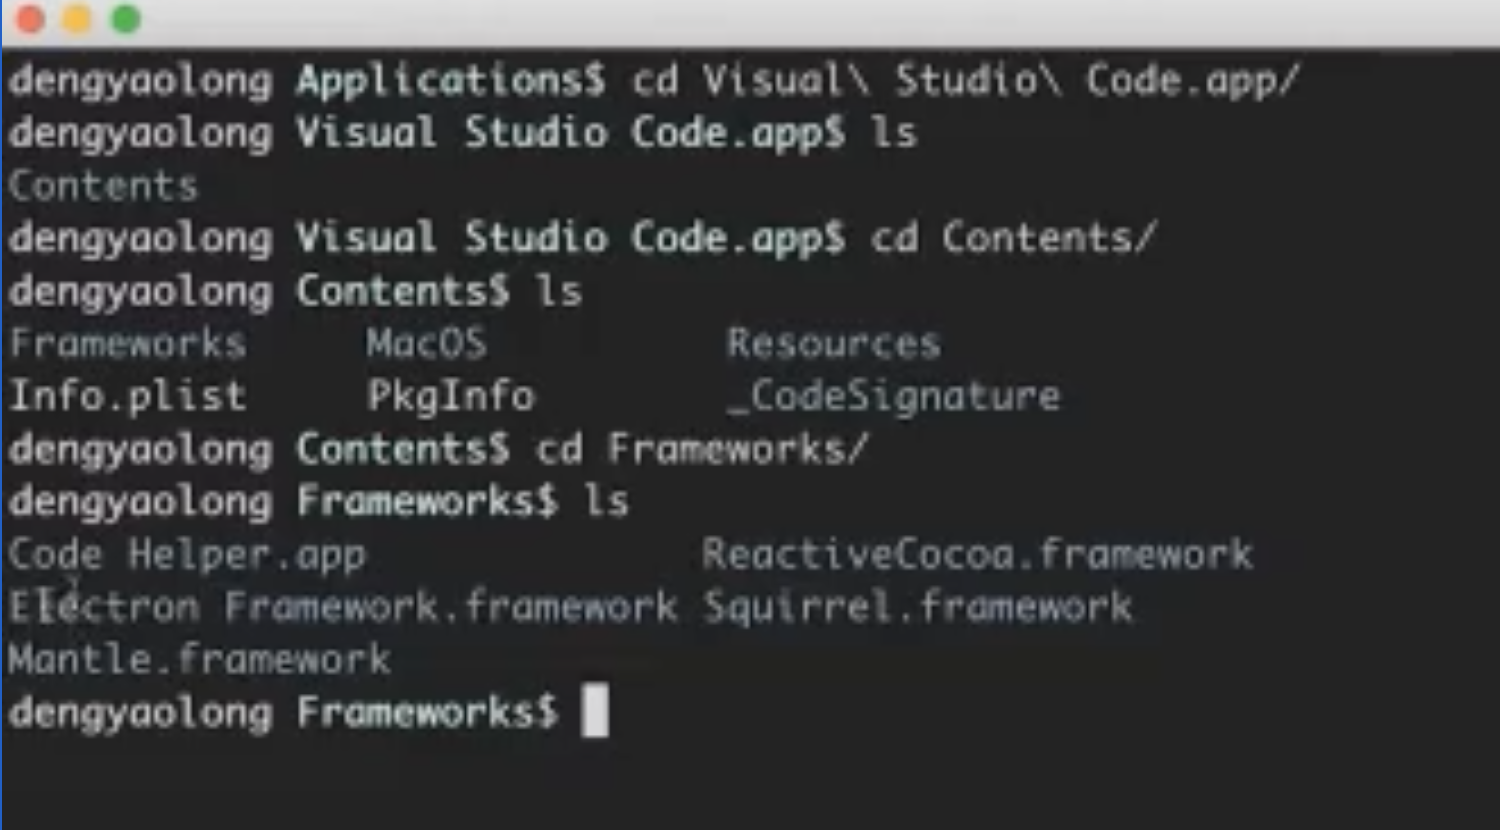 dengyaolong Applications$ cd Visual\ Studio\ Code.app/
dengyaolong Visual Studio Code.app$ ls
Contents
dengyaolong Visual Studio Code.app$ cd Contents/
dengyaolong Contents$ ls
Frameworks MacOS Resources
Info.plist PkgInfo _CodeSignature
dengyaolong Contents$ cd Frameworks/
dengyaolong Frameworks$ ls
Code Helper.app ReactiveCocoa.framework
Electron Framework.framework Squirrel.framework
Mantle.framework
dengyaolong Frameworks$